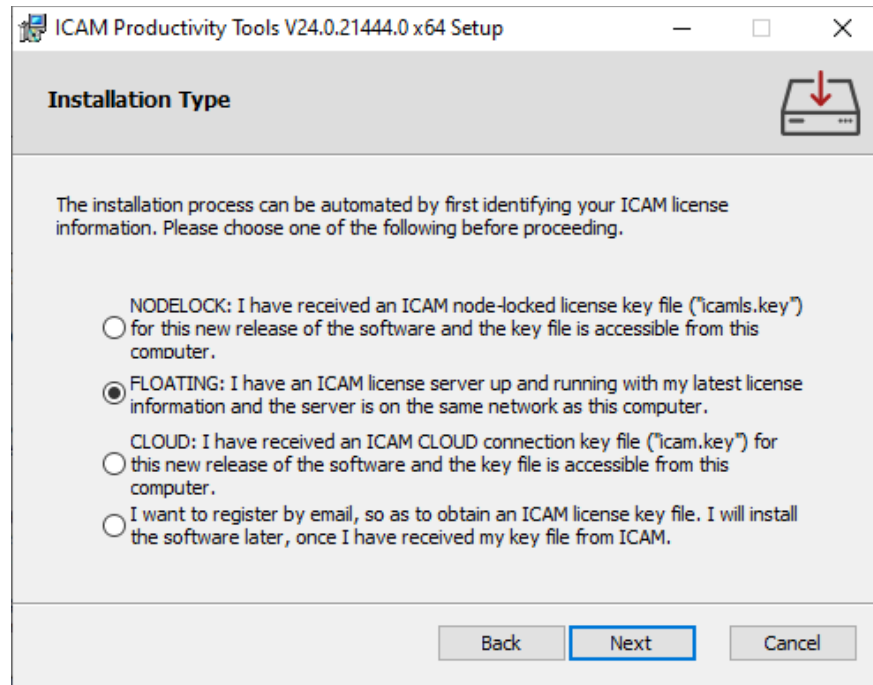 ICAM Productivity Tools V24.0.21444.0 x64 Setup
Installation Type
The installation process can be automated by first identifying your ICAM license
information. Please choose one of the following before proceeding.
NODELOCK: I have received an ICAM node-locked license key file ("icamls.key")
for this new release of the software and the key file is accessible from this
computer.
FLOATING: I have an ICAM license server up and running with my latest license
information and the server is on the same network as this computer.
CLOUD: I have received an ICAM CLOUD connection key file ("icam.key") for
this new release of the software and the key file is accessible from this
computer.
I want to register by email, so as to obtain an ICAM license key file. I will install
the software later, once I have received my key file from ICAM.
Back Next Cancel